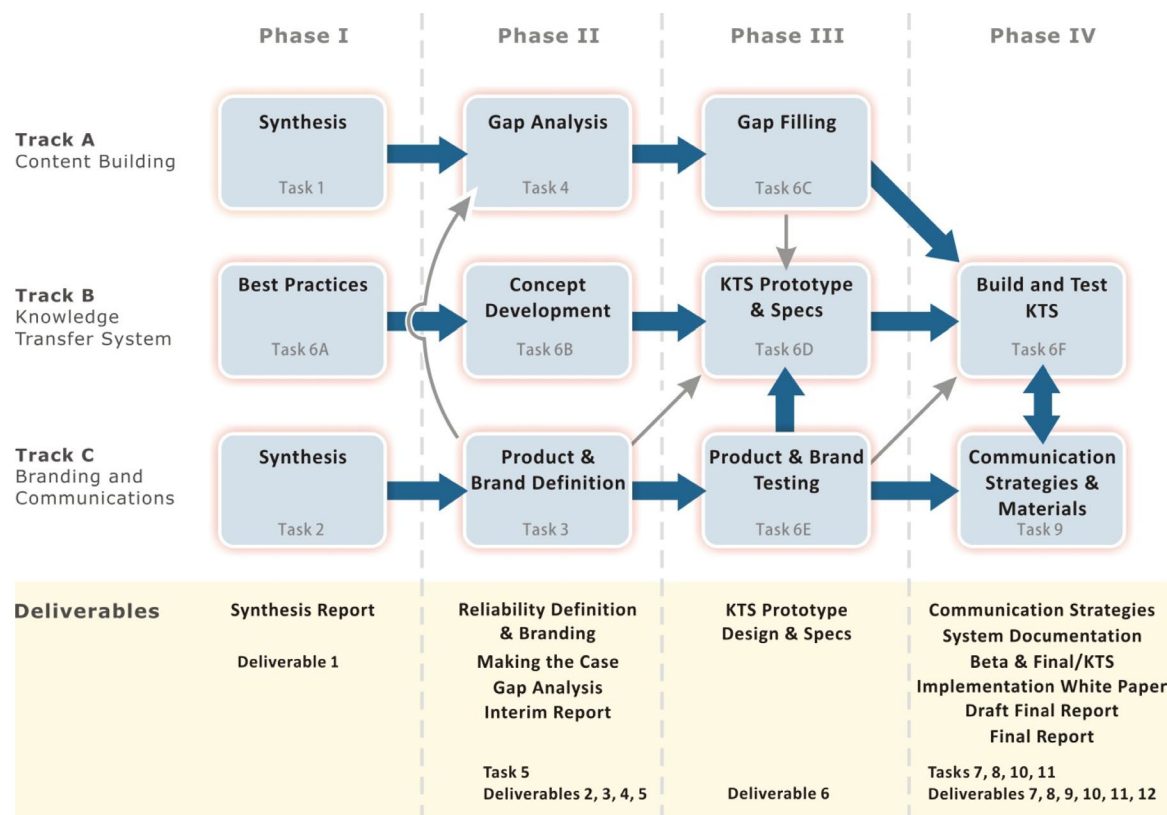 Phase I
Phase II
Phase III
Phase IV
Track A
Content Building
Synthesis
Task 1
Gap Analysis
Task 4
Gap Filling
Task 6C
Track B
Knowledge
Transfer System
Best Practices
Task 6A
Concept
Development
Task 6B
KTS Prototype
& Specs
Task 6D
Build and Test
KTS
Task 6F
Track C
Branding and
Communications
Synthesis
Task 2
Product &
Brand Definition
Task 3
Product & Brand
Testing
Task 6E
Communication
Strategies &
Materials
Task 9
Deliverables
Synthesis Report
Deliverable 1
Reliability Definition
& Branding
Making the Case
Gap Analysis
Interim Report
Task 5
Deliverables 2, 3, 4, 5
KTS Prototype
Design & Specs
Deliverable 6
Communication Strategies
System Documentation
Beta & Final/KTS
Implementation White Paper
Draft Final Report
Final Report
Tasks 7, 8, 10, 11
Deliverables 7, 8, 9, 10, 11, 12